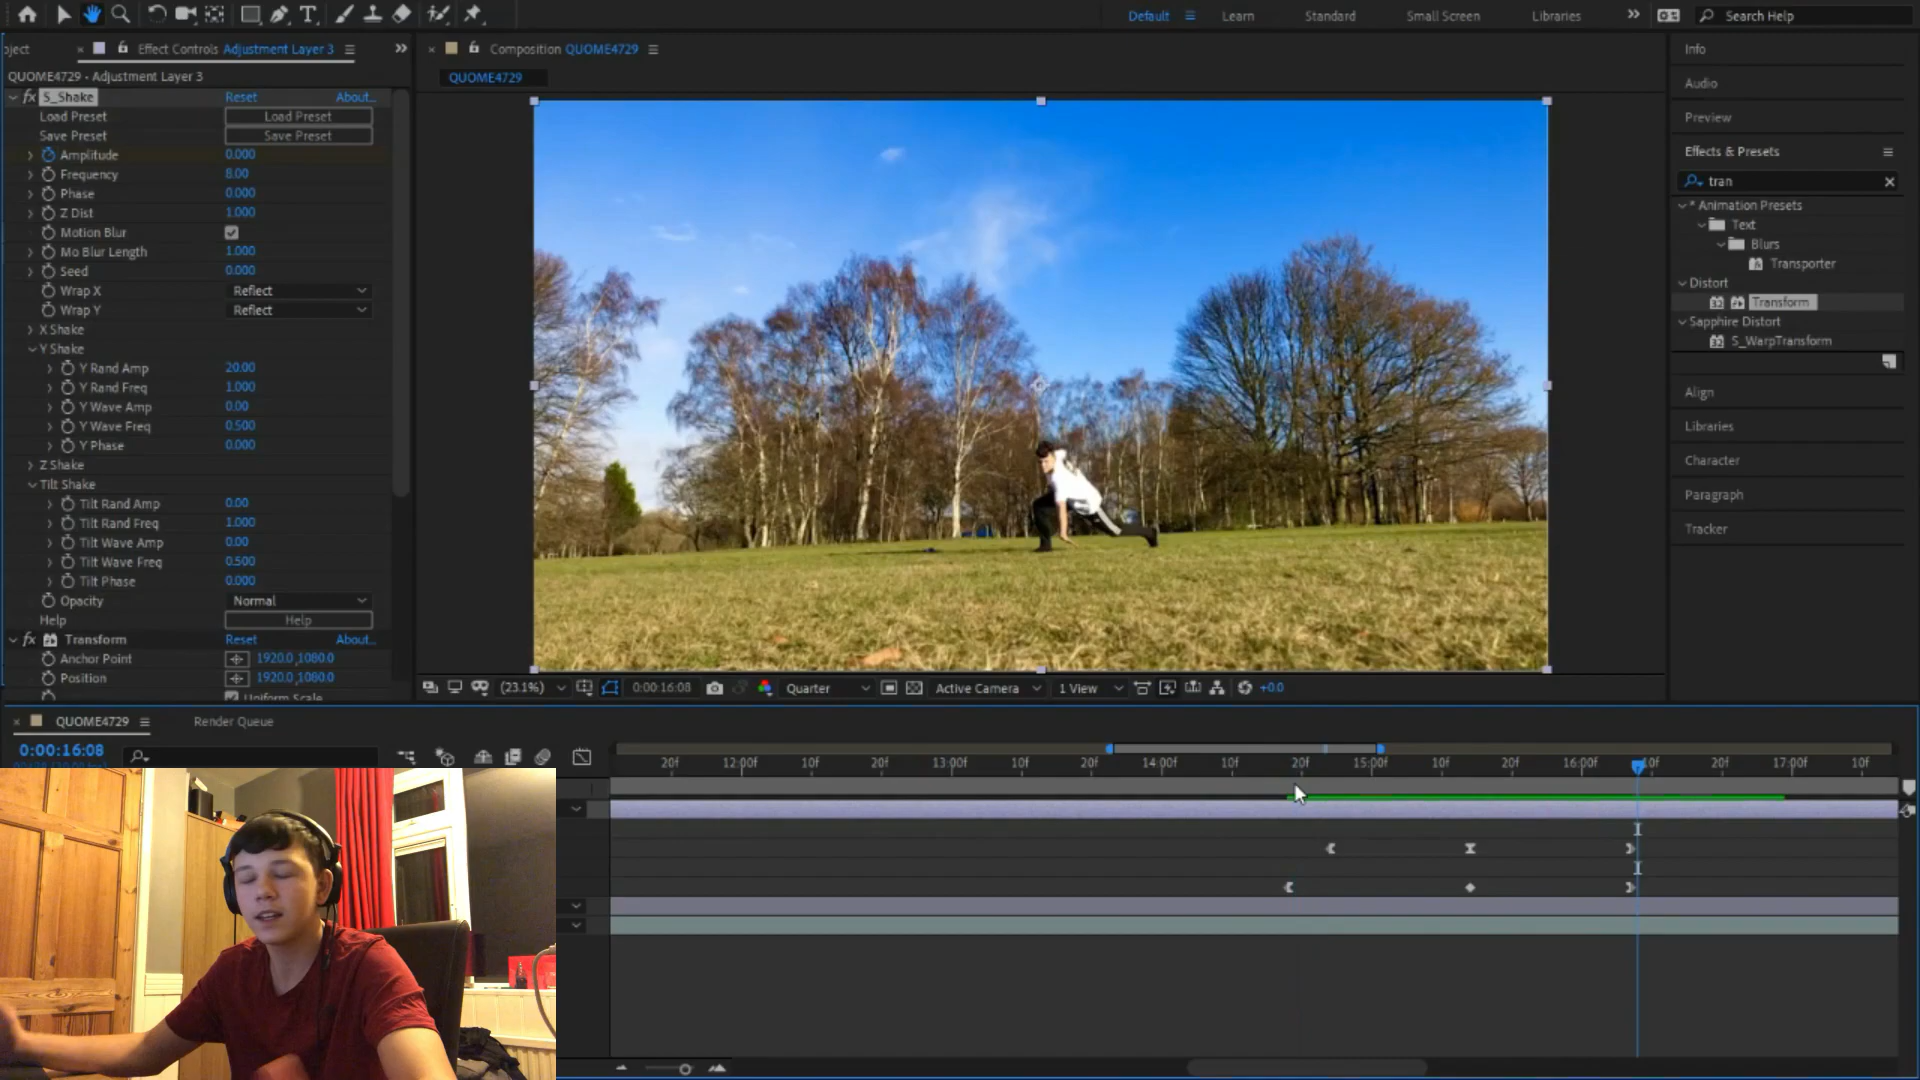 Default
Learn
Standard
Small Screen
Libraries
Search Help
oject
Effect Controls Adjustment Layer 3
Composition QUOME4729
QUOME4729 • Adjustment Layer 3
QUOME4729
S_Shake Reset About...
Load Preset Load Preset
Save Preset Save Preset
Amplitude 0.000
Frequency 8.00
Phase 0.000
Z Dist 1.000
Motion Blur
Mo Blur Length 1.000
Seed 0.000
Wrap X Reflect
Wrap Y Reflect
X Shake
Y Shake
Y Rand Amp 20.00
Y Rand Freq 1.000
Y Wave Amp 0.00
Y Wave Freq 0.500
Y Phase 0.000
Z Shake
Tilt Shake
Tilt Rand Amp 0.00
Tilt Rand Freq 1.000
Tilt Wave Amp 0.00
Tilt Wave Freq 0.500
Tilt Phase 0.000
Opacity Normal
Help Help
Transform Reset About...
Anchor Point 1920.0 ,1080.0
Position 1920.0 ,1080.0
Uniform Scale
Info
Audio
Preview
Effects & Presets
tran
* Animation Presets
Text
Blurs
Transporter
Distort
Transform
Sapphire Distort
S_WarpTransform
Align
Libraries
Character
Paragraph
Tracker
(23.1%) 0:00:16:08 Quarter Active Camera 1 View +0.0
QUOME4729 Render Queue
0:00:16:08
20f 12:00f 10f 20f 13:00f 10f 20f 14:00f 10f 20f 15:00f 10f 20f 16:00f 10f 20f 17:00f 10f